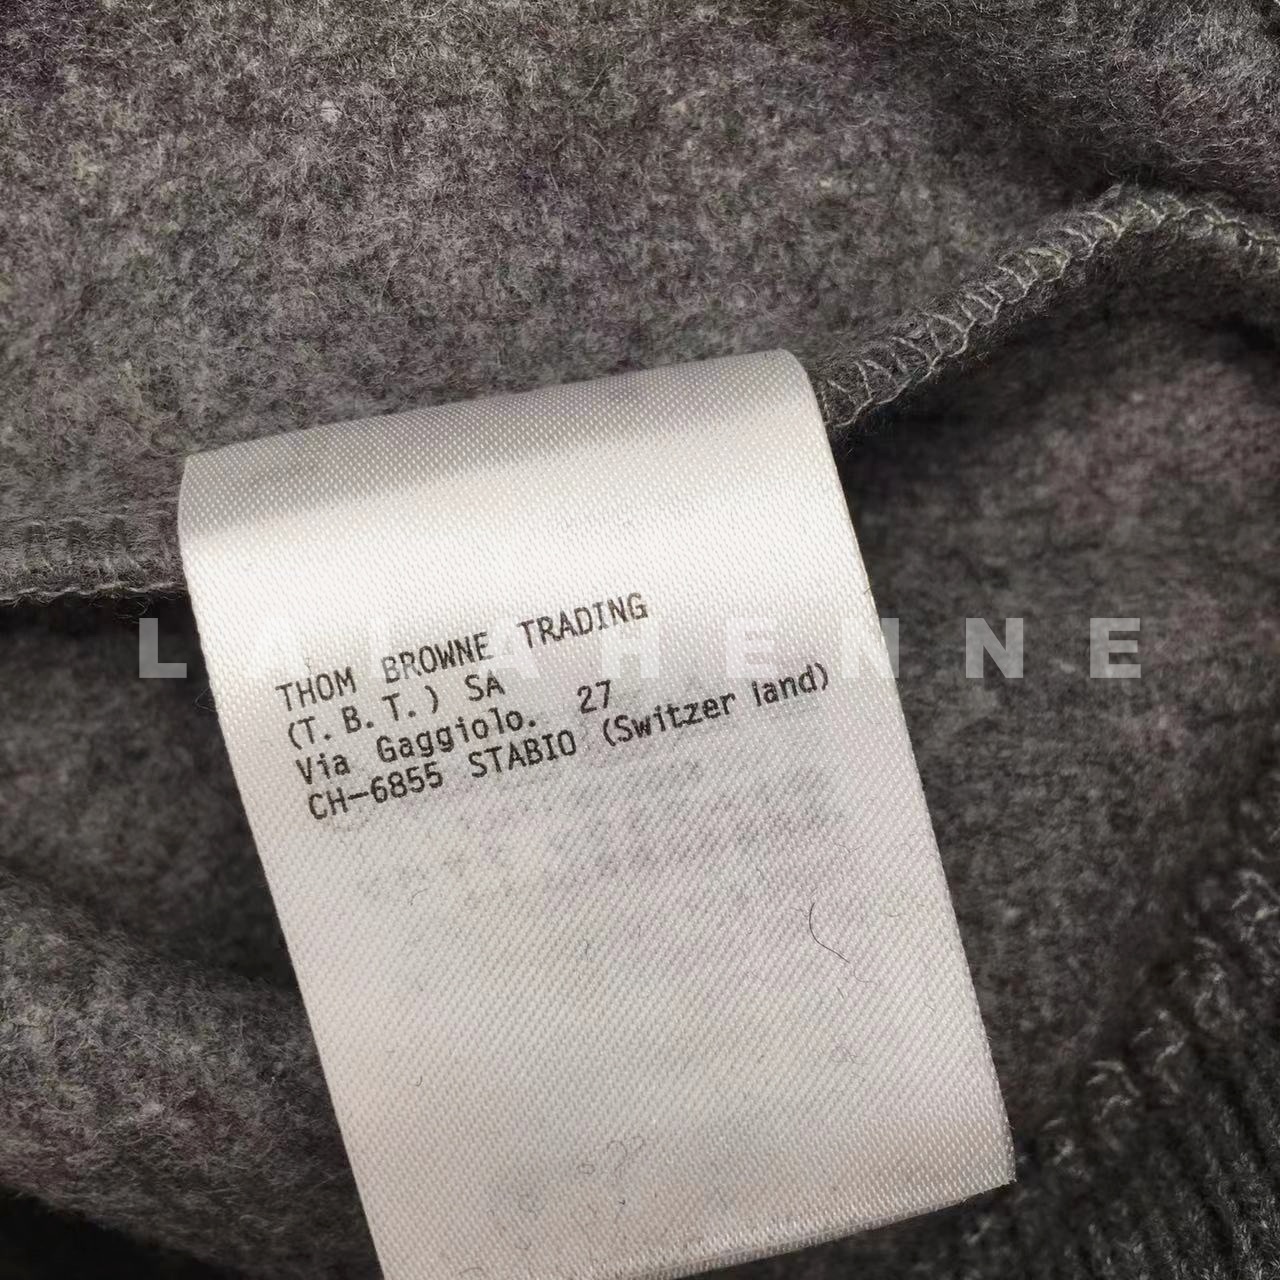 THOM BROWNE TRADING
(T.B.T.) SA
Via Gaggiolo. 27
CH-6855 STABIO (Switzer land)